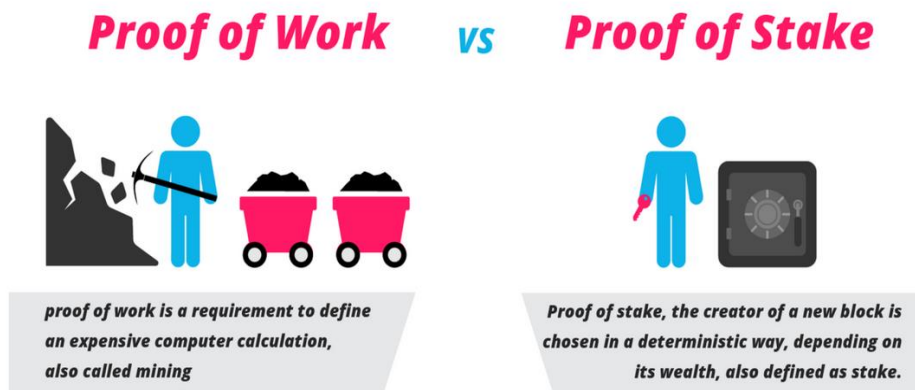 Proof of Work vs Proof of Stake
proof of work is a requirement to define
an expensive computer calculation,
also called mining
Proof of stake, the creator of a new block is
chosen in a deterministic way, depending on
its wealth, also defined as stake.